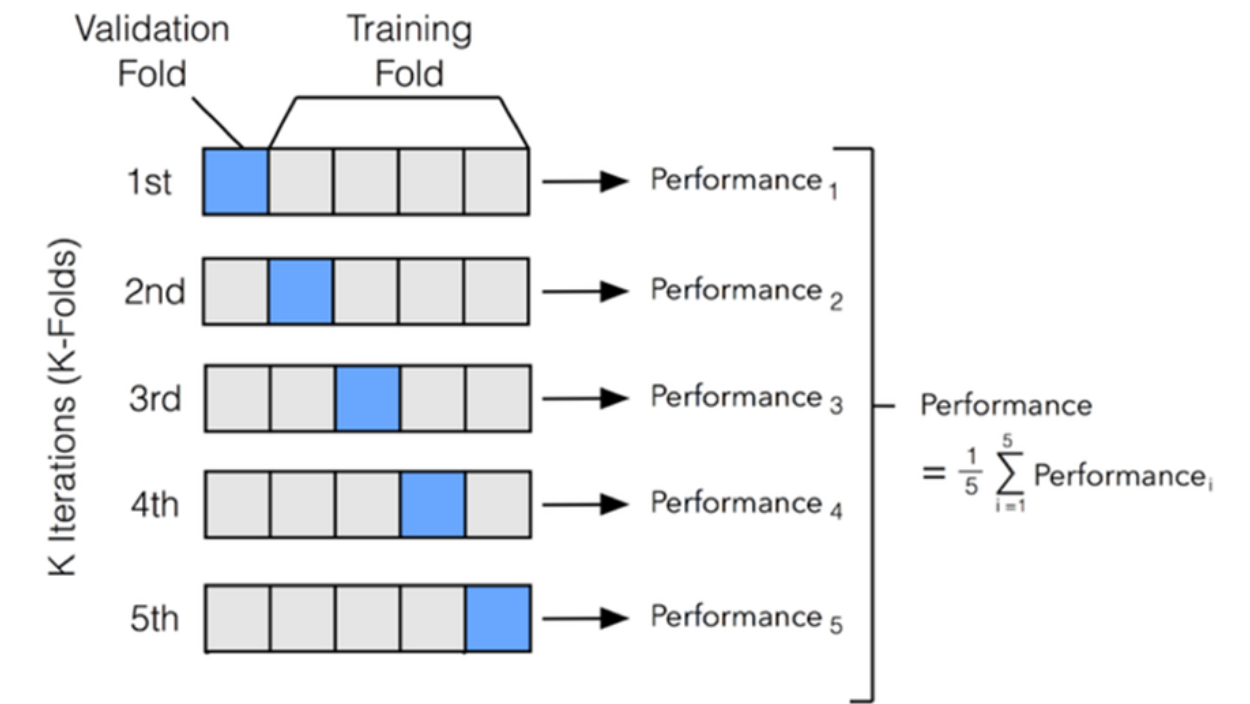 Validation
Fold
Training
Fold
K Iterations (K-Folds)
1st
Performance 1
2nd
Performance 2
3rd
Performance 3
4th
Performance 4
5th
Performance 5
Performance
= 1/5 5∑i=1 Performance i